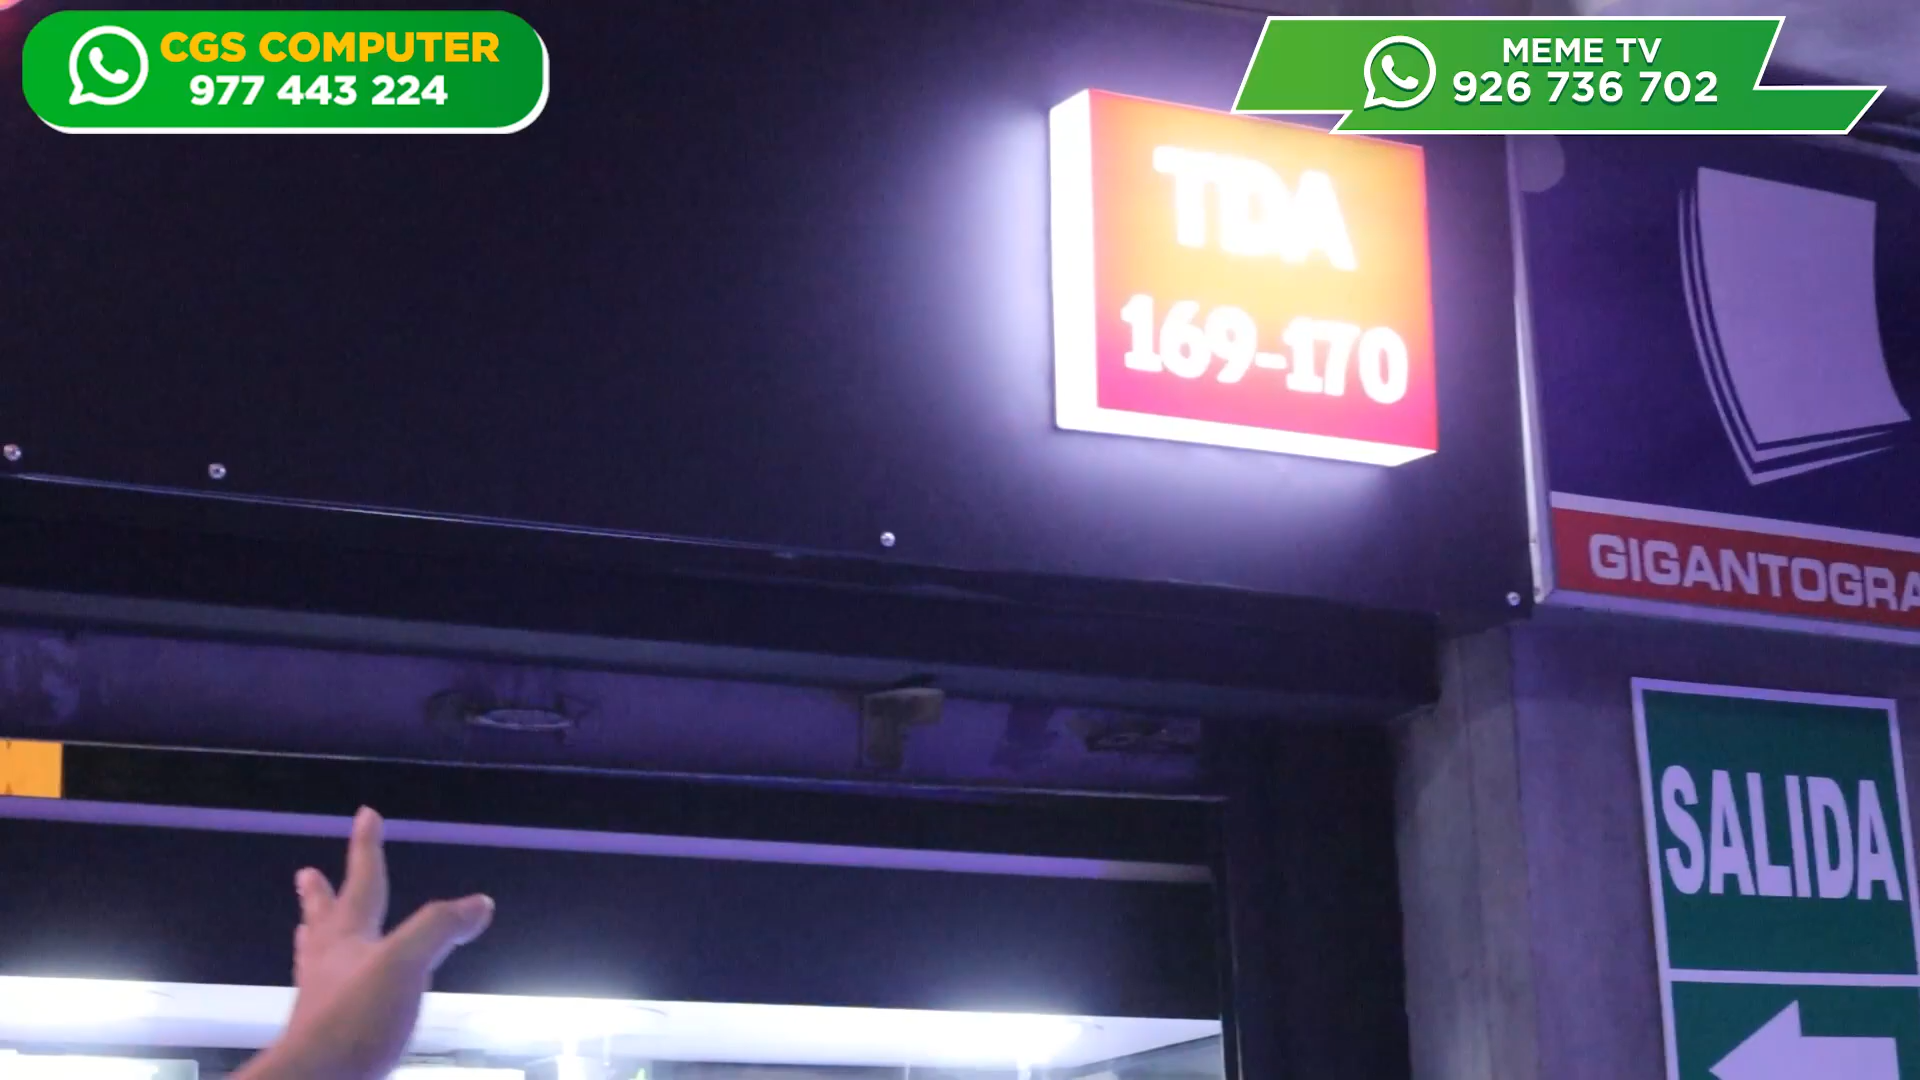 CGS COMPUTER
977 443 224
MEME TV
926 736 702
TDA
169-170
GIGANTOGRA
SALIDA